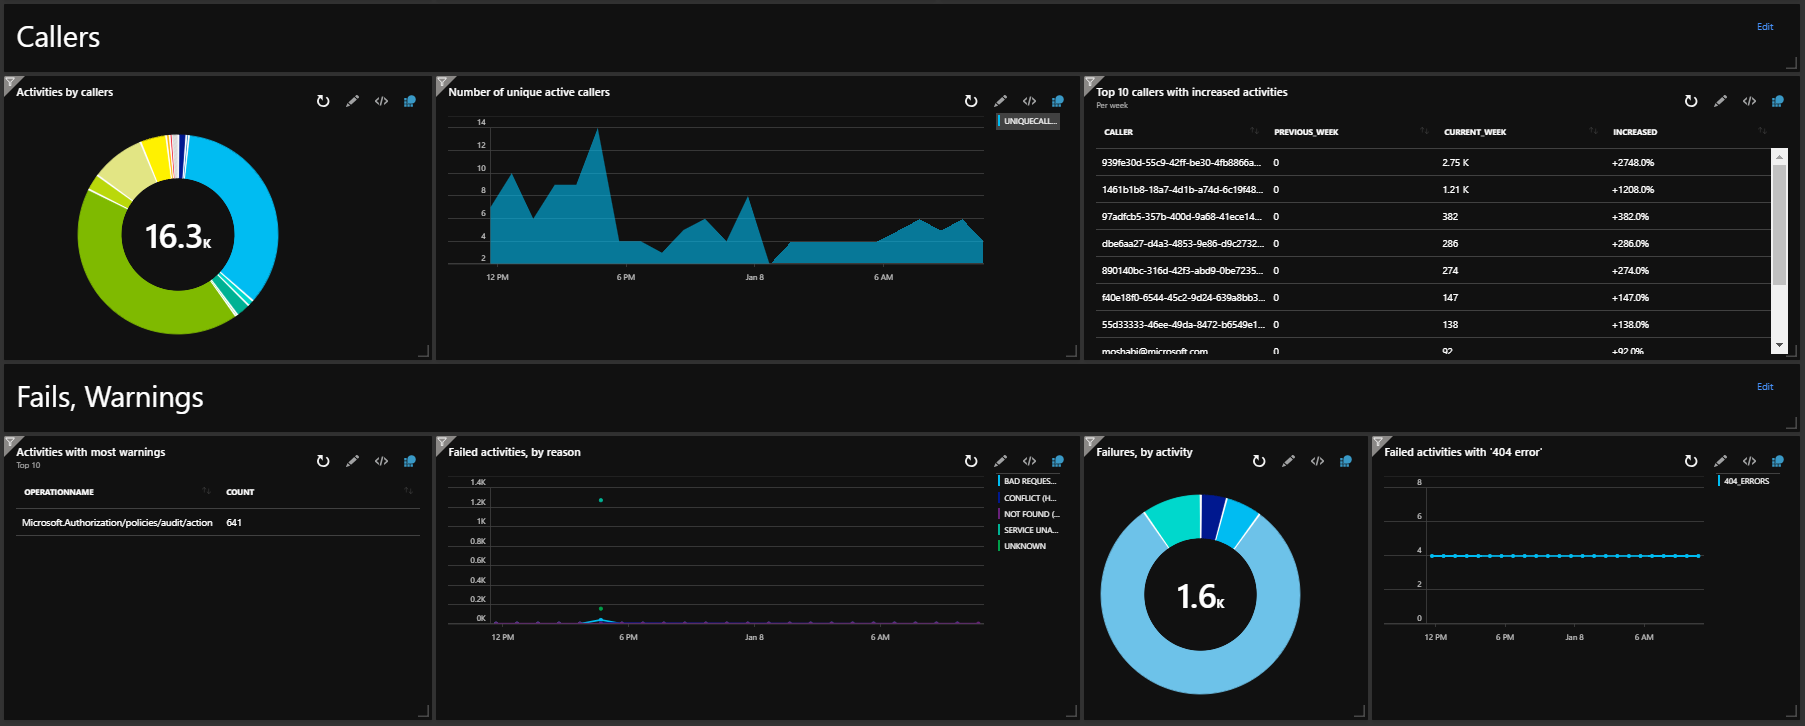 Callers
Edit
Activities by callers
16.3K
Number of unique active callers
UNIQUECALL...
14
12
10
8
6
4
2
12 PM 6 PM Jan 8 6 AM
Top 10 callers with increased activities
Per week
CALLER PREVIOUS_WEEK CURRENT_WEEK INCREASED
939fe30d-55c9-42ff-be30-4fb8866a... 0 2.75 K +2748.0%
1461b1b8-18a7-4d1b-a74d-6c19f48... 0 1.21 K +1208.0%
97adfcb5-357b-400d-9a68-41ece14... 0 382 +382.0%
dbe6aa27-d4a3-4853-9e86-d9c2732... 0 286 +286.0%
890140bc-316d-42f3-abd9-0be7235... 0 274 +274.0%
f40e18f0-6544-45c2-9d24-639a8bb3... 0 147 +147.0%
55d33333-46ee-49da-8472-b6549e1... 0 138 +138.0%
moshabi@microsoft.com 0 92 +92.0%
Fails, Warnings
Edit
Activities with most warnings
Top 10
OPERATIONNAME COUNT
Microsoft.Authorization/policies/audit/action 641
Failed activities, by reason
1.4K
1.2K
1K
0.8K
0.6K
0.4K
0.2K
0K
12 PM 6 PM Jan 8 6 AM
BAD REQUES...
CONFLICT (H...
NOT FOUND (...
SERVICE UNA...
UNKNOWN
Failures, by activity
1.6K
Failed activities with '404 error'
404_ERRORS
8
6
4
2
0
12 PM 6 PM Jan 8 6 AM